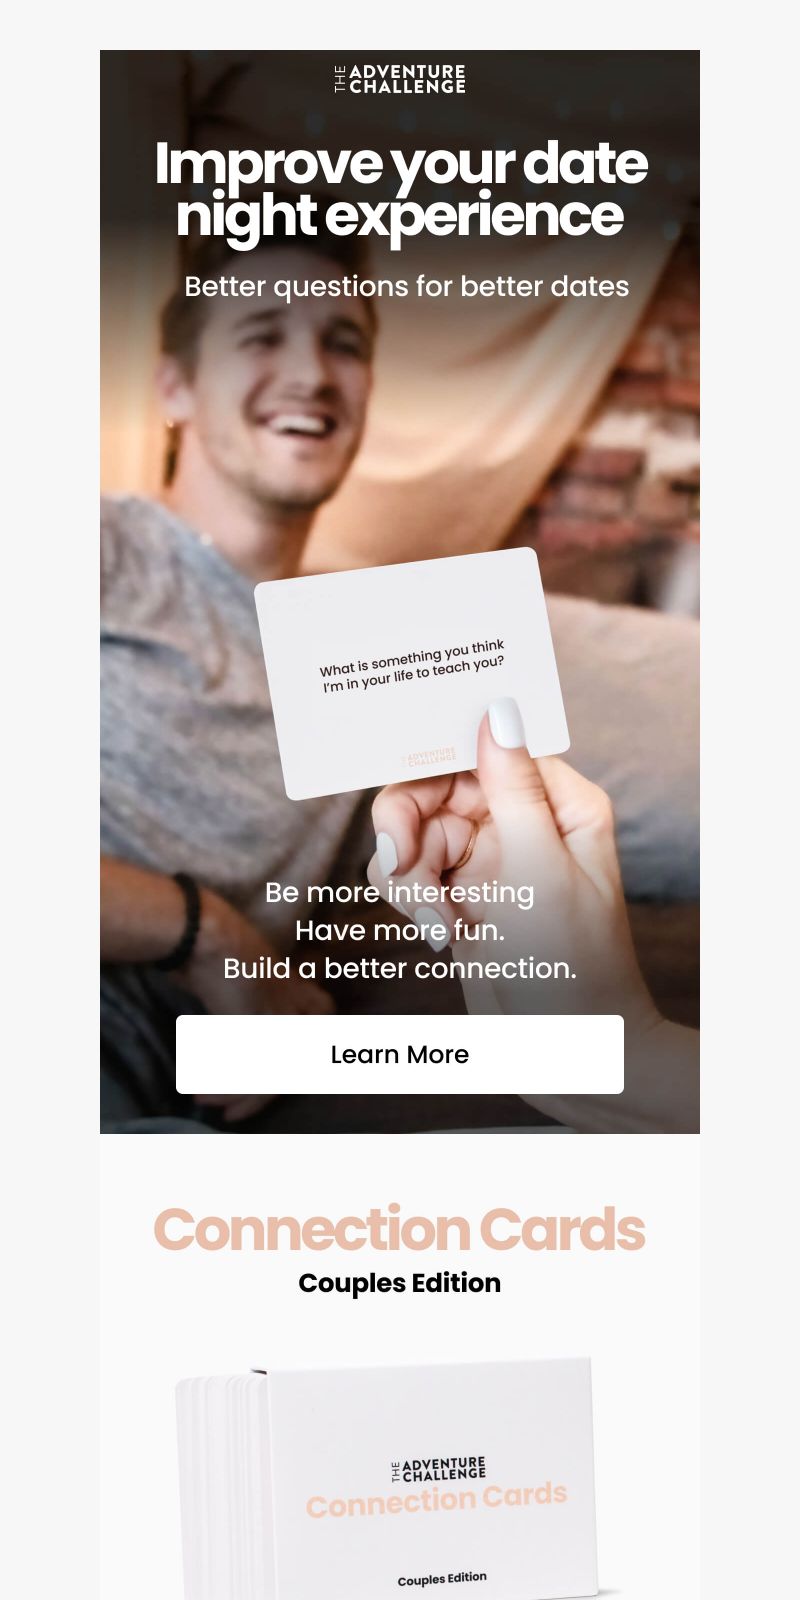 THE ADVENTURE
CHALLENGE
Improve your date
night experience
Better questions for better dates
What is something you think
I'm in your life to teach you?
THE ADVENTURE
CHALLENGE
Be more interesting
Have more fun.
Build a better connection.
Learn More
Connection Cards
Couples Edition
THE ADVENTURE
CHALLENGE
Connection Cards
Couples Edition